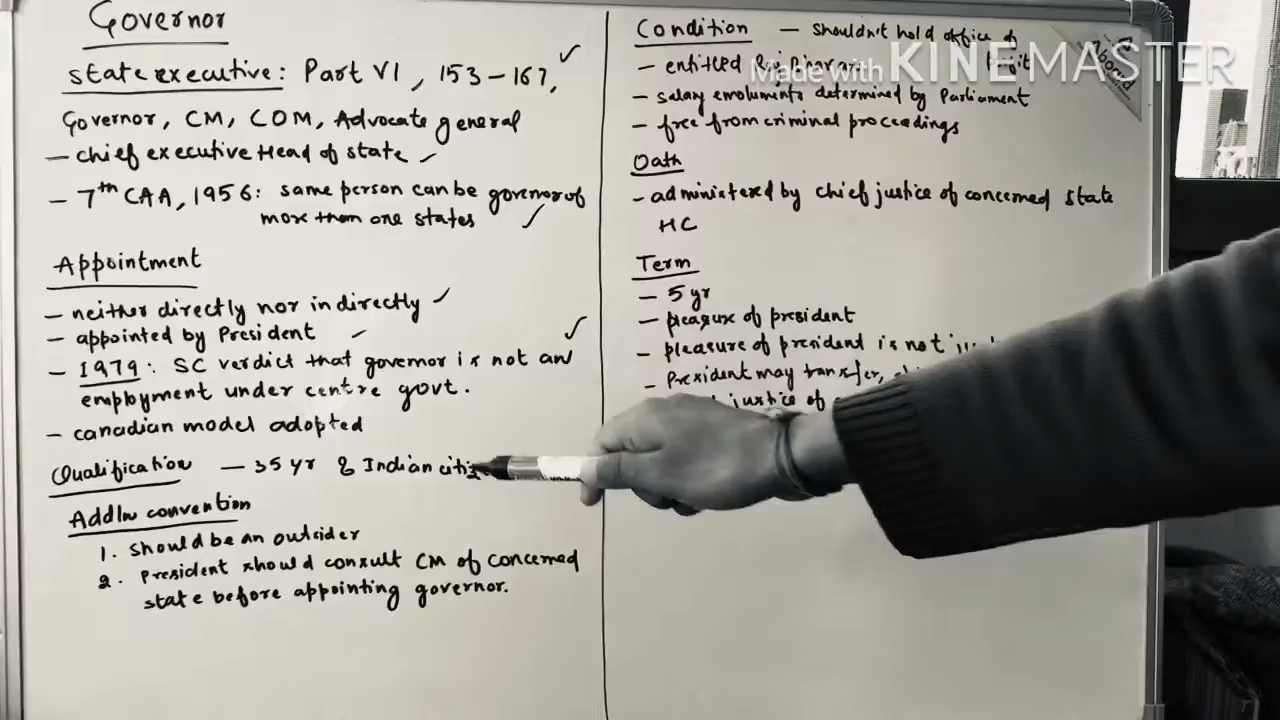 Governor
state executive: Part VI, 153-167,
Governor, CM, COM, Advocate general
- chief executive Head of state
- 7th CAA, 1956: same person can be governor of
more than one states
Appointment
- neither directly nor indirectly
- appointed by President
- 1979: SC verdict that governor is not an
employment under centre govt.
- canadian model adopted
Qualification - 35 yr & Indian
Addln convention
1. should be an outsider
2. President should consult CM of concerned
state before appointing governor.
Condition - shouldn't hold office of
- entitled
- salary emoluments determined by Parliament
- free from criminal proceedings
Oath
- administered by chief justice of concerned state
HC
Term
- 5 yr
- pleasure of president
- pleasure of president is not
- President may transfer,
justice of
Made with KINEMASTER